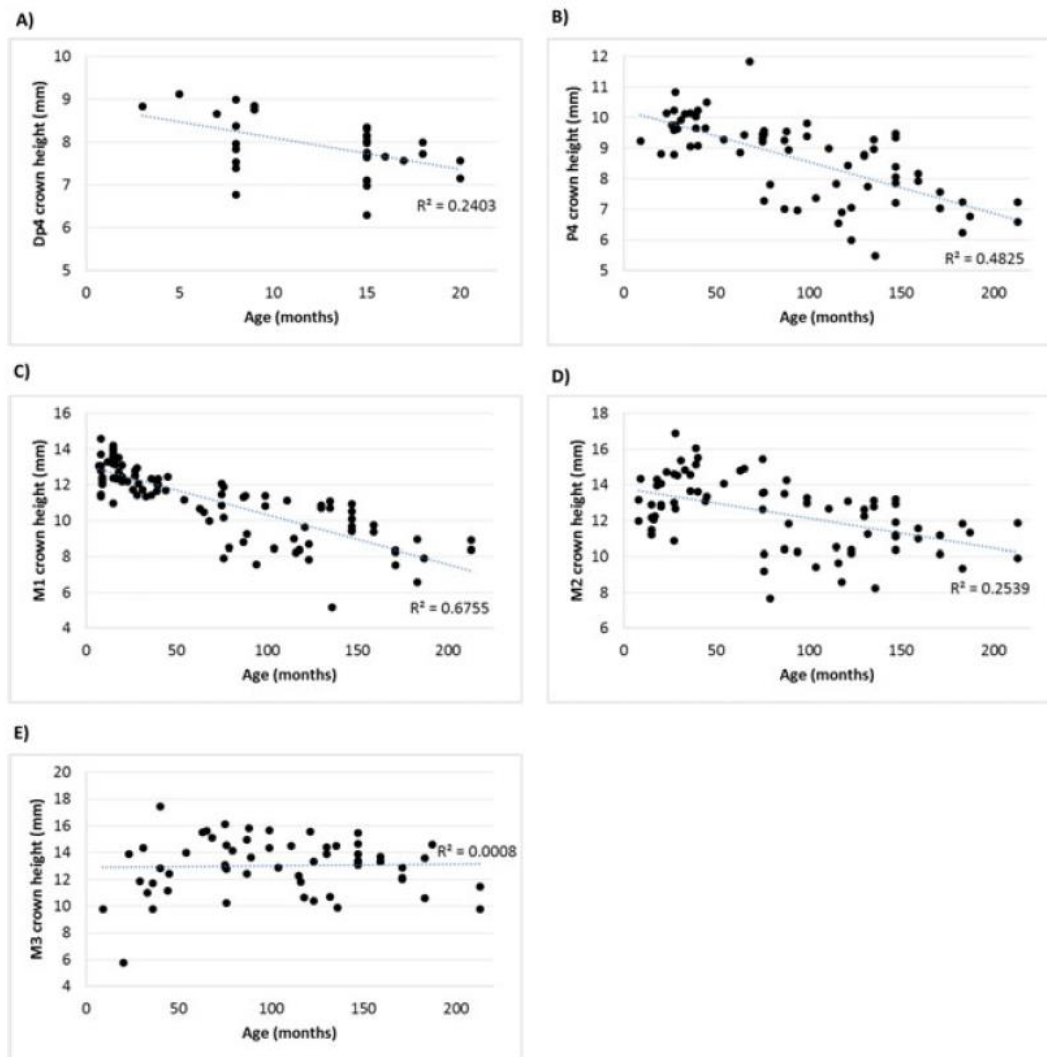 A)
Dp4 crown height (mm)
10
9
8
7
6
5
0 5 10 15 20
Age (months)
R² = 0.2403
B)
P4 crown height (mm)
12
11
10
9
8
7
6
5
0 50 100 150 200
Age (months)
R² = 0.4825
C)
M1 crown height (mm)
16
14
12
10
8
6
4
0 50 100 150 200
Age (months)
R² = 0.6755
D)
M2 crown height (mm)
18
16
14
12
10
8
6
0 50 100 150 200
Age (months)
R² = 0.2539
E)
M3 crown height (mm)
20
18
16
14
12
10
8
6
4
0 50 100 150 200
Age (months)
R² = 0.0008